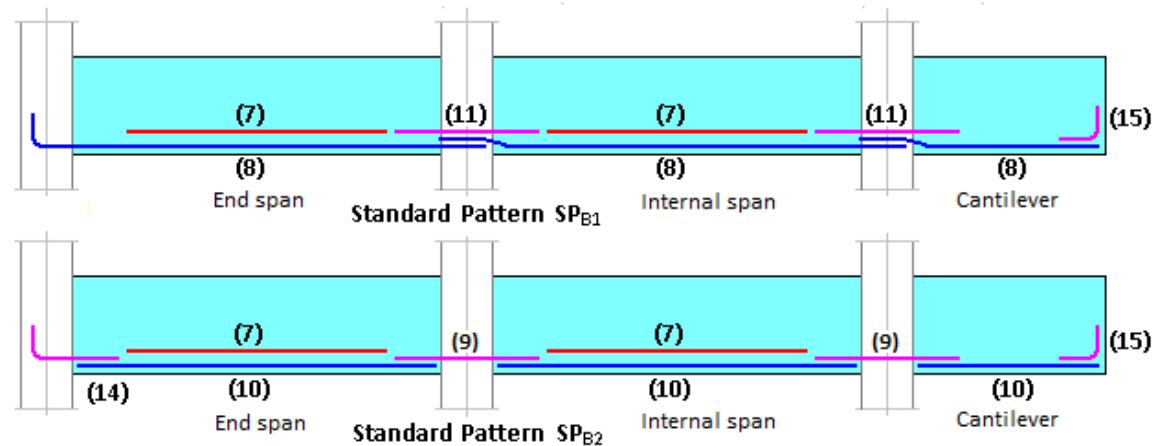 (7) (11) (7) (11) (15)
(8) (8) (8)
End span Internal span Cantilever
Standard Pattern SPB1
(7) (9) (7) (9) (15)
(14) (10) (10) (10)
End span Internal span Cantilever
Standard Pattern SPB2